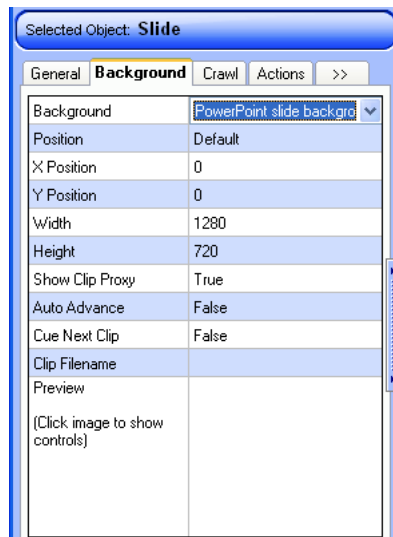 Selected Object: Slide
General Background Crawl Actions >>
Background PowerPoint slide backgro
Position Default
X Position 0
Y Position 0
Width 1280
Height 720
Show Clip Proxy True
Auto Advance False
Cue Next Clip False
Clip Filename
Preview
(Click image to show
controls)